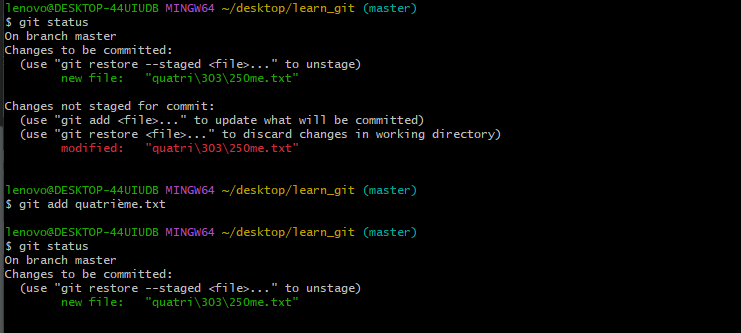 lenovo@DESKTOP-44UIUDB MINGW64 ~/desktop/learn_git (master)
$ git status
On branch master
Changes to be committed:
  (use "git restore --staged <file>..." to unstage)
        new file:   "quatri\303\250me.txt"

Changes not staged for commit:
  (use "git add <file>..." to update what will be committed)
  (use "git restore <file>..." to discard changes in working directory)
        modified:   "quatri\303\250me.txt"

lenovo@DESKTOP-44UIUDB MINGW64 ~/desktop/learn_git (master)
$ git add quatrième.txt

lenovo@DESKTOP-44UIUDB MINGW64 ~/desktop/learn_git (master)
$ git status
On branch master
Changes to be committed:
  (use "git restore --staged <file>..." to unstage)
        new file:   "quatri\303\250me.txt"